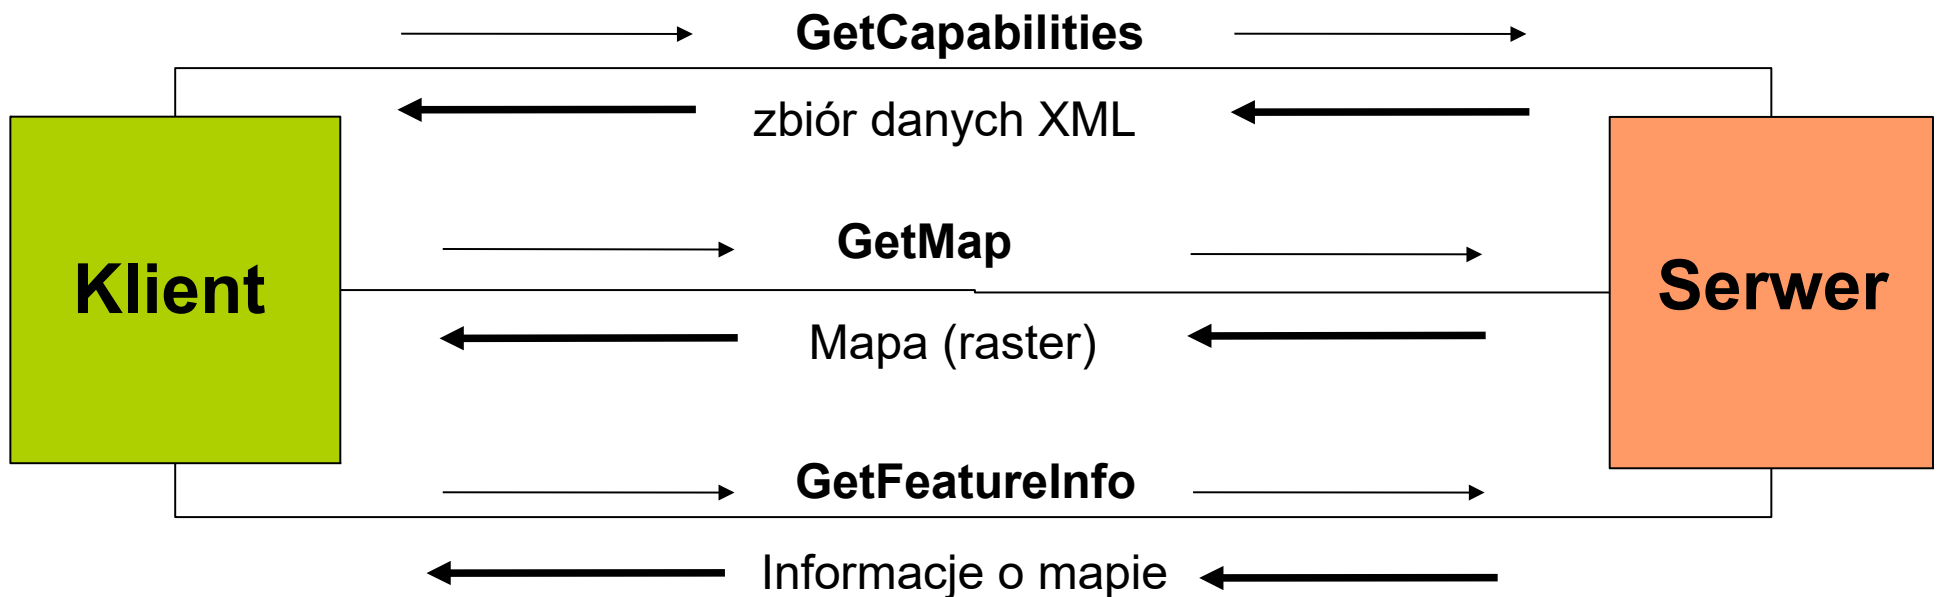 GetCapabilities
zbiór danych XML
Klient
GetMap
Serwer
Mapa (raster)
GetFeatureInfo
Informacje o mapie